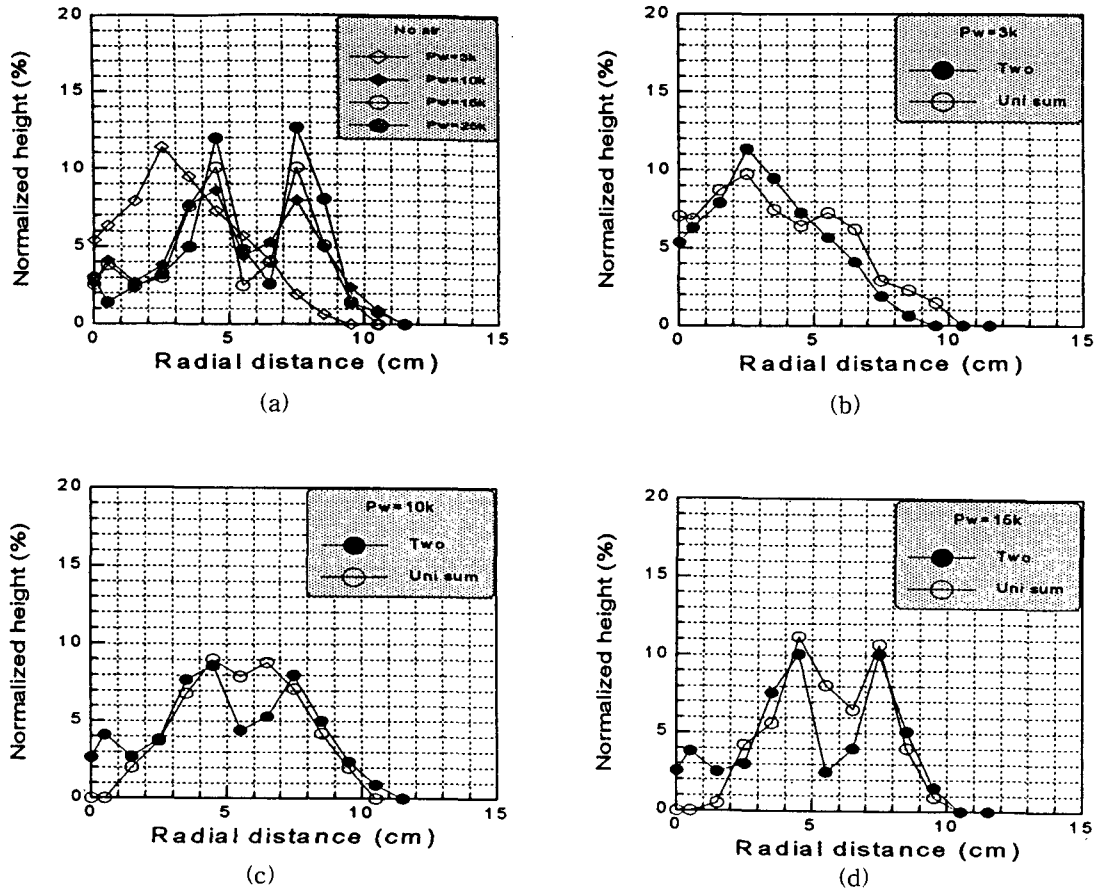 No air
Pw=3k
Pw=10k
Pw=15k
Pw=20k
Normalized height (%)
20
15
10
5
0
0 5 10 15
Radial distance (cm)
(a)
Pw=3k
Two
Uni sum
Normalized height (%)
20
15
10
5
0
0 5 10 15
Radial distance (cm)
(b)
Pw=10k
Two
Uni sum
Normalized height (%)
20
15
10
5
0
0 5 10 15
Radial distance (cm)
(c)
Pw=15k
Two
Uni sum
Normalized height (%)
20
15
10
5
0
0 5 10 15
Radial distance (cm)
(d)